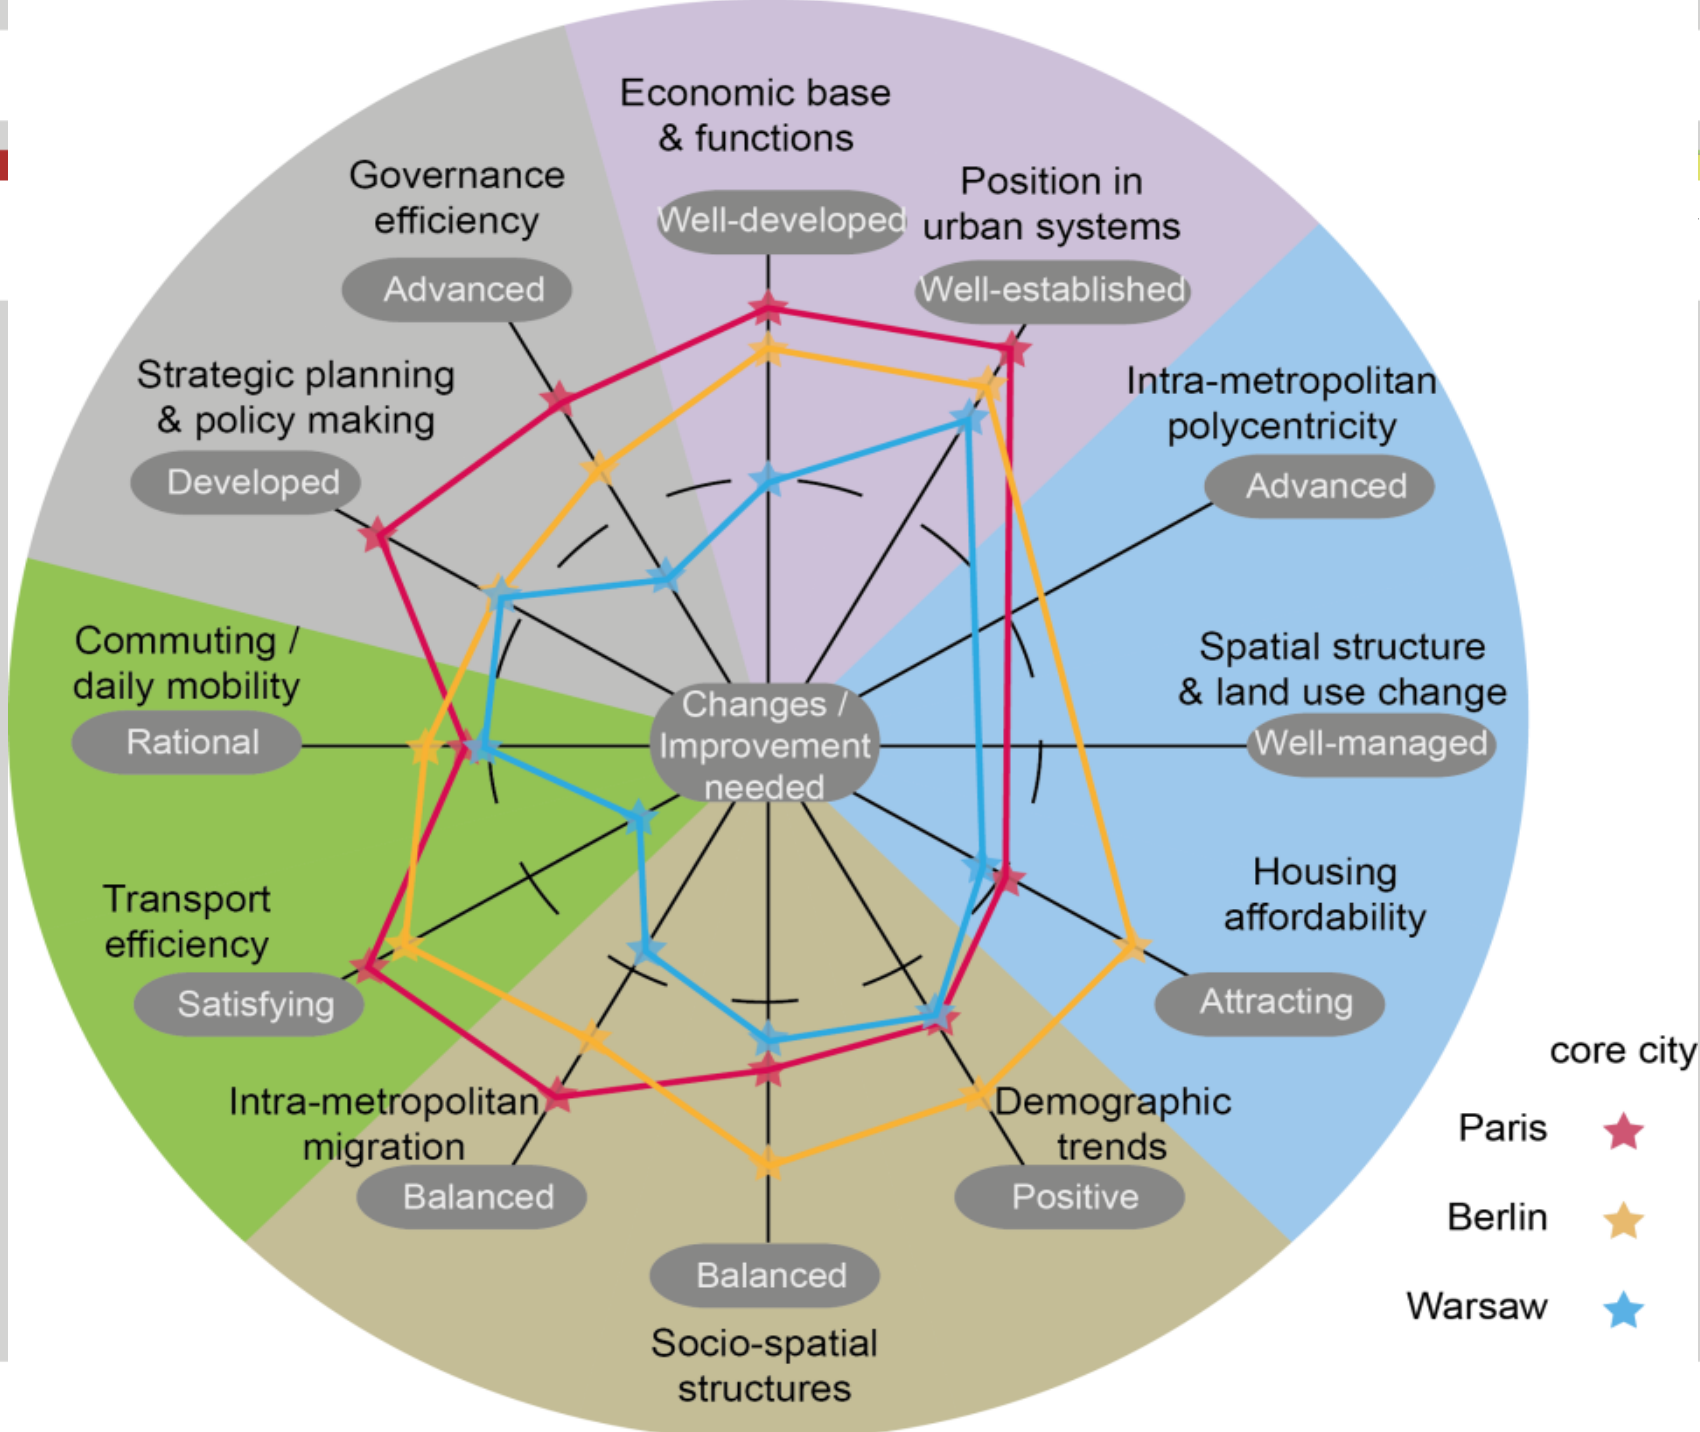 Economic base
& functions
Well-developed
Position in
urban systems
Well-established
Governance
efficiency
Advanced
Intra-metropolitan
polycentricity
Advanced
Strategic planning
& policy making
Developed
Spatial structure
& land use change
Well-managed
Commuting /
daily mobility
Rational
Changes /
Improvement
needed
Housing
affordability
Attracting
Transport
efficiency
Satisfying
Intra-metropolitan
migration
Balanced
Demographic
trends
Positive
Balanced
Socio-spatial
structures
core city
Paris
Berlin
Warsaw